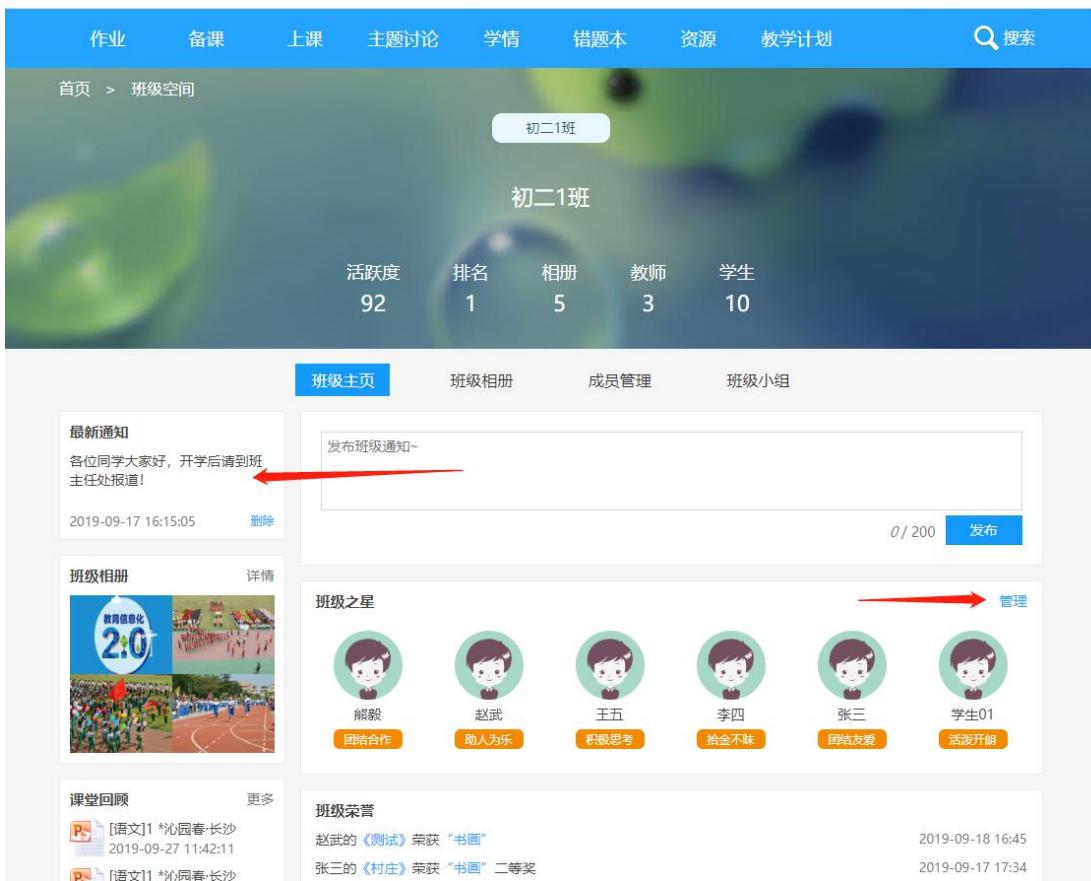 作业 备课 上课 主题讨论 学情 错题本 资源 教学计划 搜索
首页 > 班级空间
初二1班
初二1班
活跃度 排名 相册 教师 学生
92 1 5 3 10
班级主页 班级相册 成员管理 班级小组
最新通知
各位同学大家好，开学后请到班
主任处报道！
2019-09-17 16:15:05 删除
发布班级通知~
0/200 发布
班级相册 详情
教育信息化
2.0
班级之星 管理
熊毅 赵武 王五 李四 张三 学生01
团结合作 助人为乐 积极思考 拾金不昧 团结友爱 活泼开朗
课堂回顾 更多
[语文]1 *沁园春·长沙
2019-09-27 11:42:11
[语文]1 *沁园春·长沙
班级荣誉
赵武的《测试》荣获“书画” 2019-09-18 16:45
张三的《村庄》荣获“书画”二等奖 2019-09-17 17:34